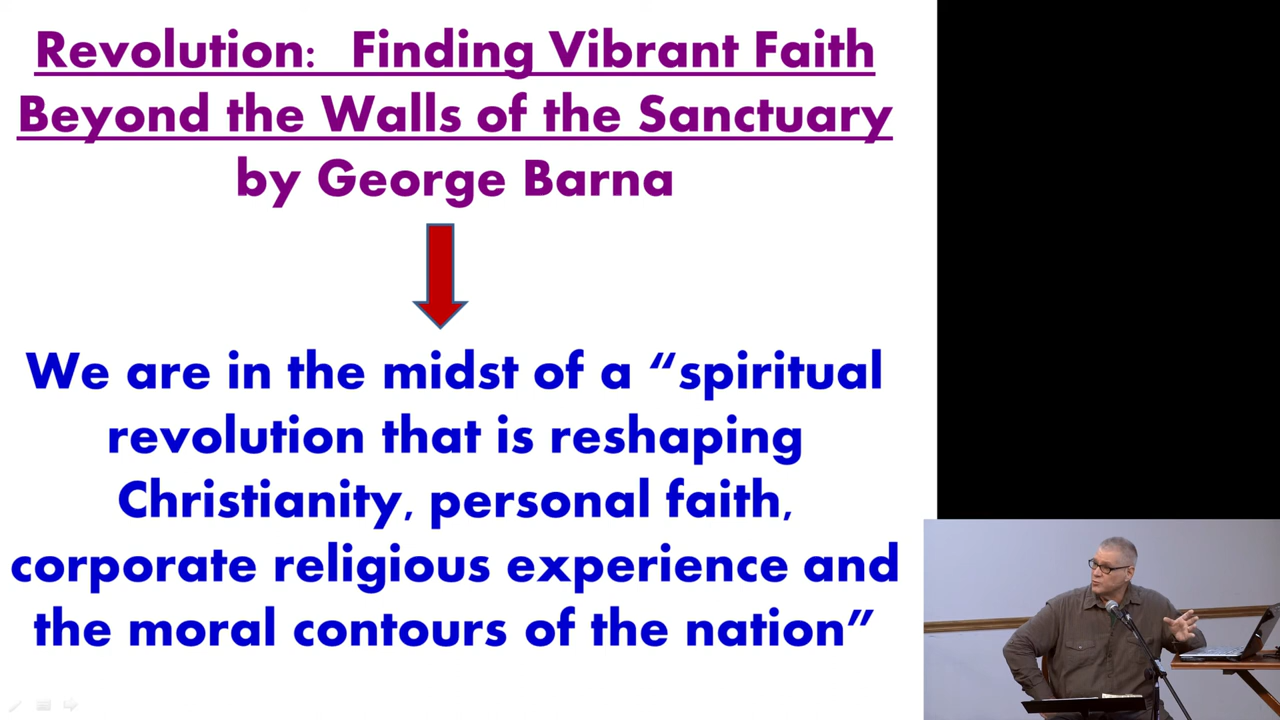 Revolution: Finding Vibrant Faith
Beyond the Walls of the Sanctuary
by George Barna
We are in the midst of a “spiritual
revolution that is reshaping
Christianity, personal faith,
corporate religious experience and
the moral contours of the nation”